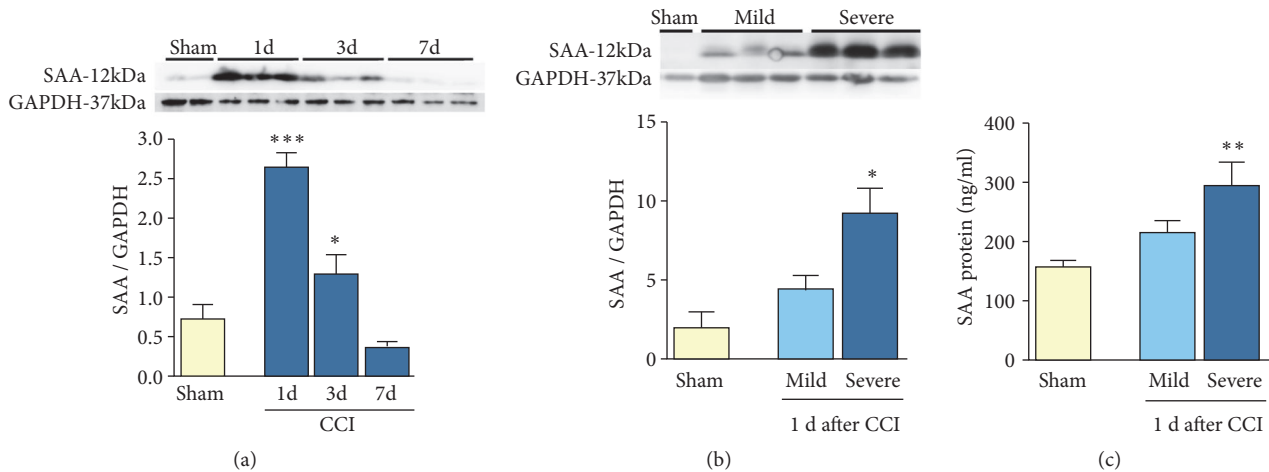 Sham 1d 3d 7d
SAA-12kDa
GAPDH-37kDa
3.0
2.5
2.0
1.5
1.0
0.5
0.0
SAA / GAPDH
***
*
Sham 1d 3d 7d
CCI
(a)
Sham Mild Severe
SAA-12kDa
GAPDH-37kDa
15
10
5
0
SAA / GAPDH
*
Sham Mild Severe
1 d after CCI
(b)
400
300
200
100
0
SAA protein (ng/ml)
**
Sham Mild Severe
1 d after CCI
(c)